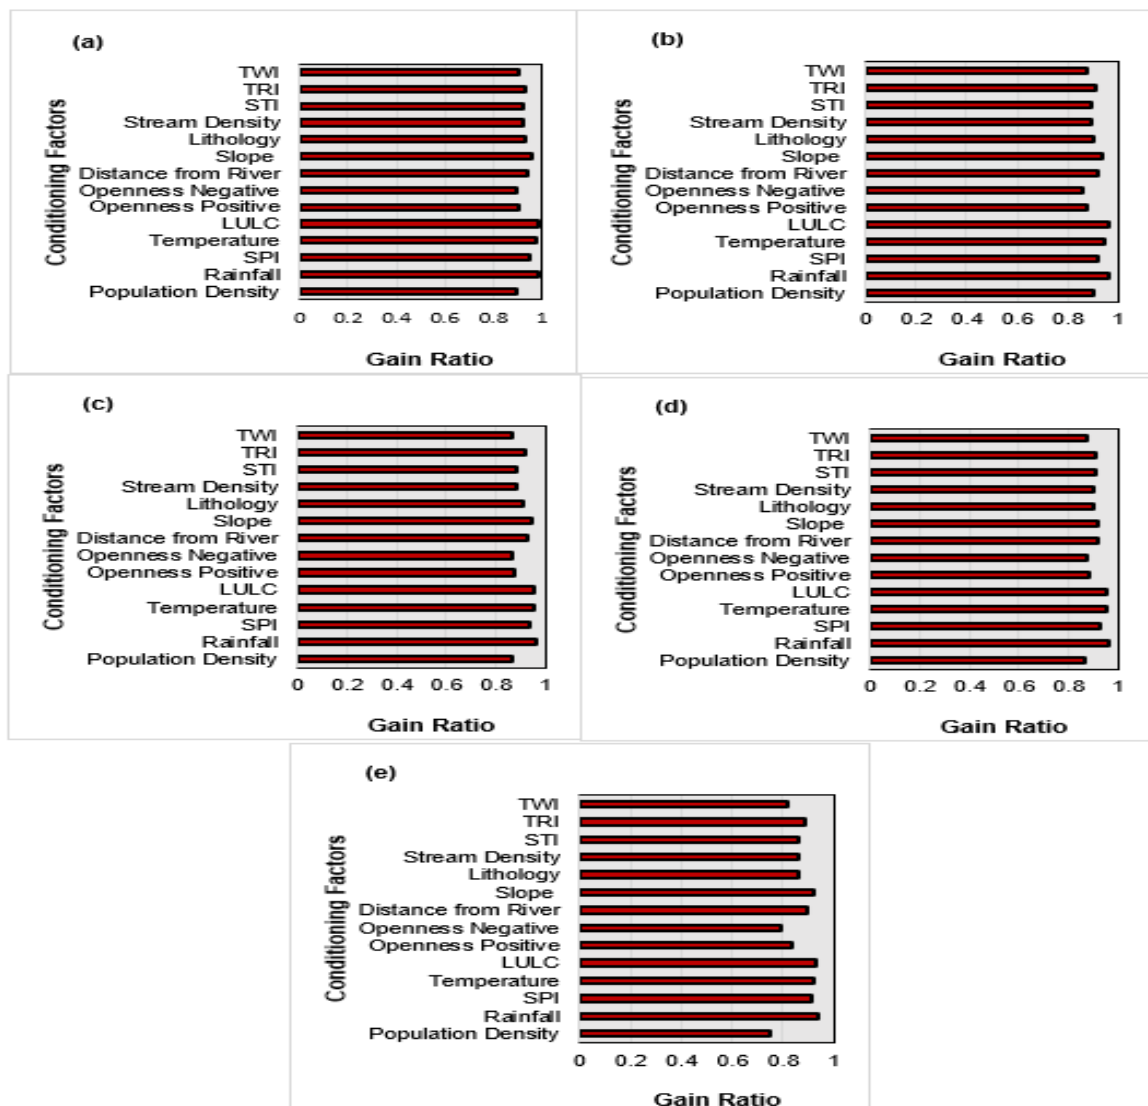 (a)
Conditioning Factors
TWI
TRI
STI
Stream Density
Lithology
Slope
Distance from River
Openness Negative
Openness Positive
LULC
Temperature
SPI
Rainfall
Population Density
0 0.2 0.4 0.6 0.8 1
Gain Ratio
(b)
Conditioning Factors
TWI
TRI
STI
Stream Density
Lithology
Slope
Distance from River
Openness Negative
Openness Positive
LULC
Temperature
SPI
Rainfall
Population Density
0 0.2 0.4 0.6 0.8 1
Gain Ratio
(c)
Conditioning Factors
TWI
TRI
STI
Stream Density
Lithology
Slope
Distance from River
Openness Negative
Openness Positive
LULC
Temperature
SPI
Rainfall
Population Density
0 0.2 0.4 0.6 0.8 1
Gain Ratio
(d)
Conditioning Factors
TWI
TRI
STI
Stream Density
Lithology
Slope
Distance from River
Openness Negative
Openness Positive
LULC
Temperature
SPI
Rainfall
Population Density
0 0.2 0.4 0.6 0.8 1
Gain Ratio
(e)
Conditioning Factors
TWI
TRI
STI
Stream Density
Lithology
Slope
Distance from River
Openness Negative
Openness Positive
LULC
Temperature
SPI
Rainfall
Population Density
0 0.2 0.4 0.6 0.8 1
Gain Ratio